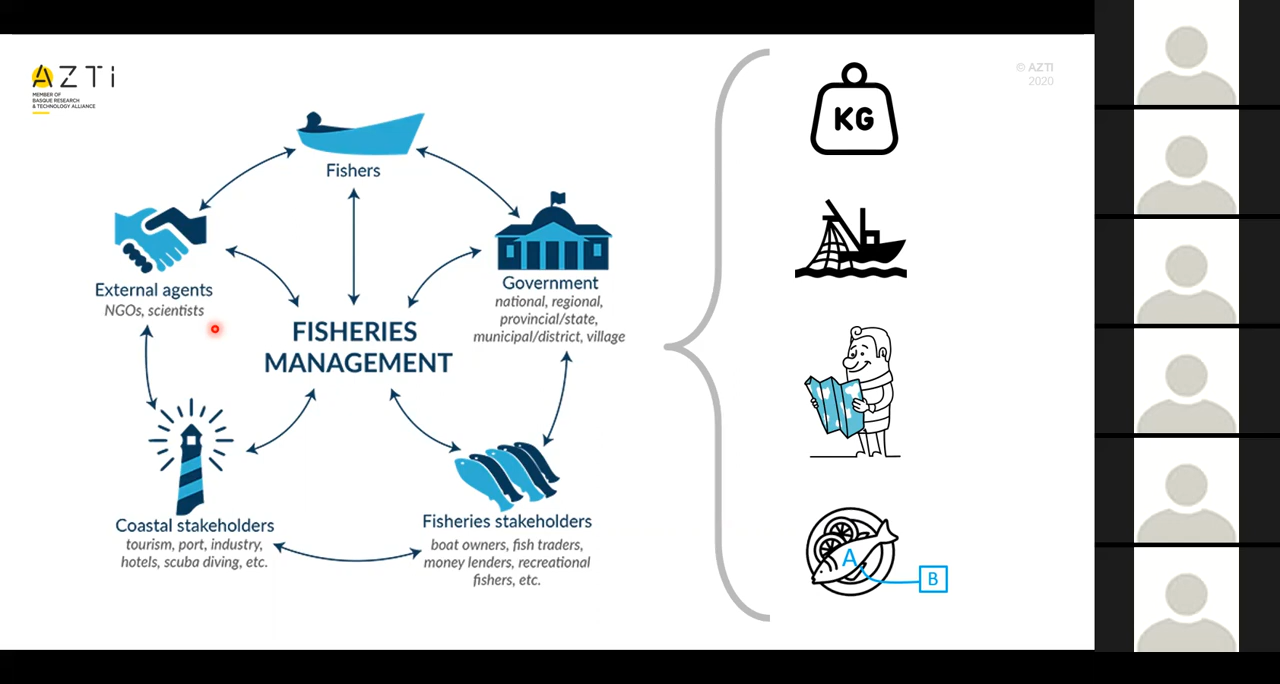 AZTi
MEMBER OF
BASQUE RESEARCH
& TECHNOLOGY ALLIANCE
© AZTI
2020
Fishers
External agents
NGOs, scientists
Government
national, regional,
provincial/state,
municipal/district, village
FISHERIES
MANAGEMENT
Coastal stakeholders
tourism, port, industry,
hotels, scuba diving, etc.
Fisheries stakeholders
boat owners, fish traders,
money lenders, recreational
fishers, etc.
KG
A
B